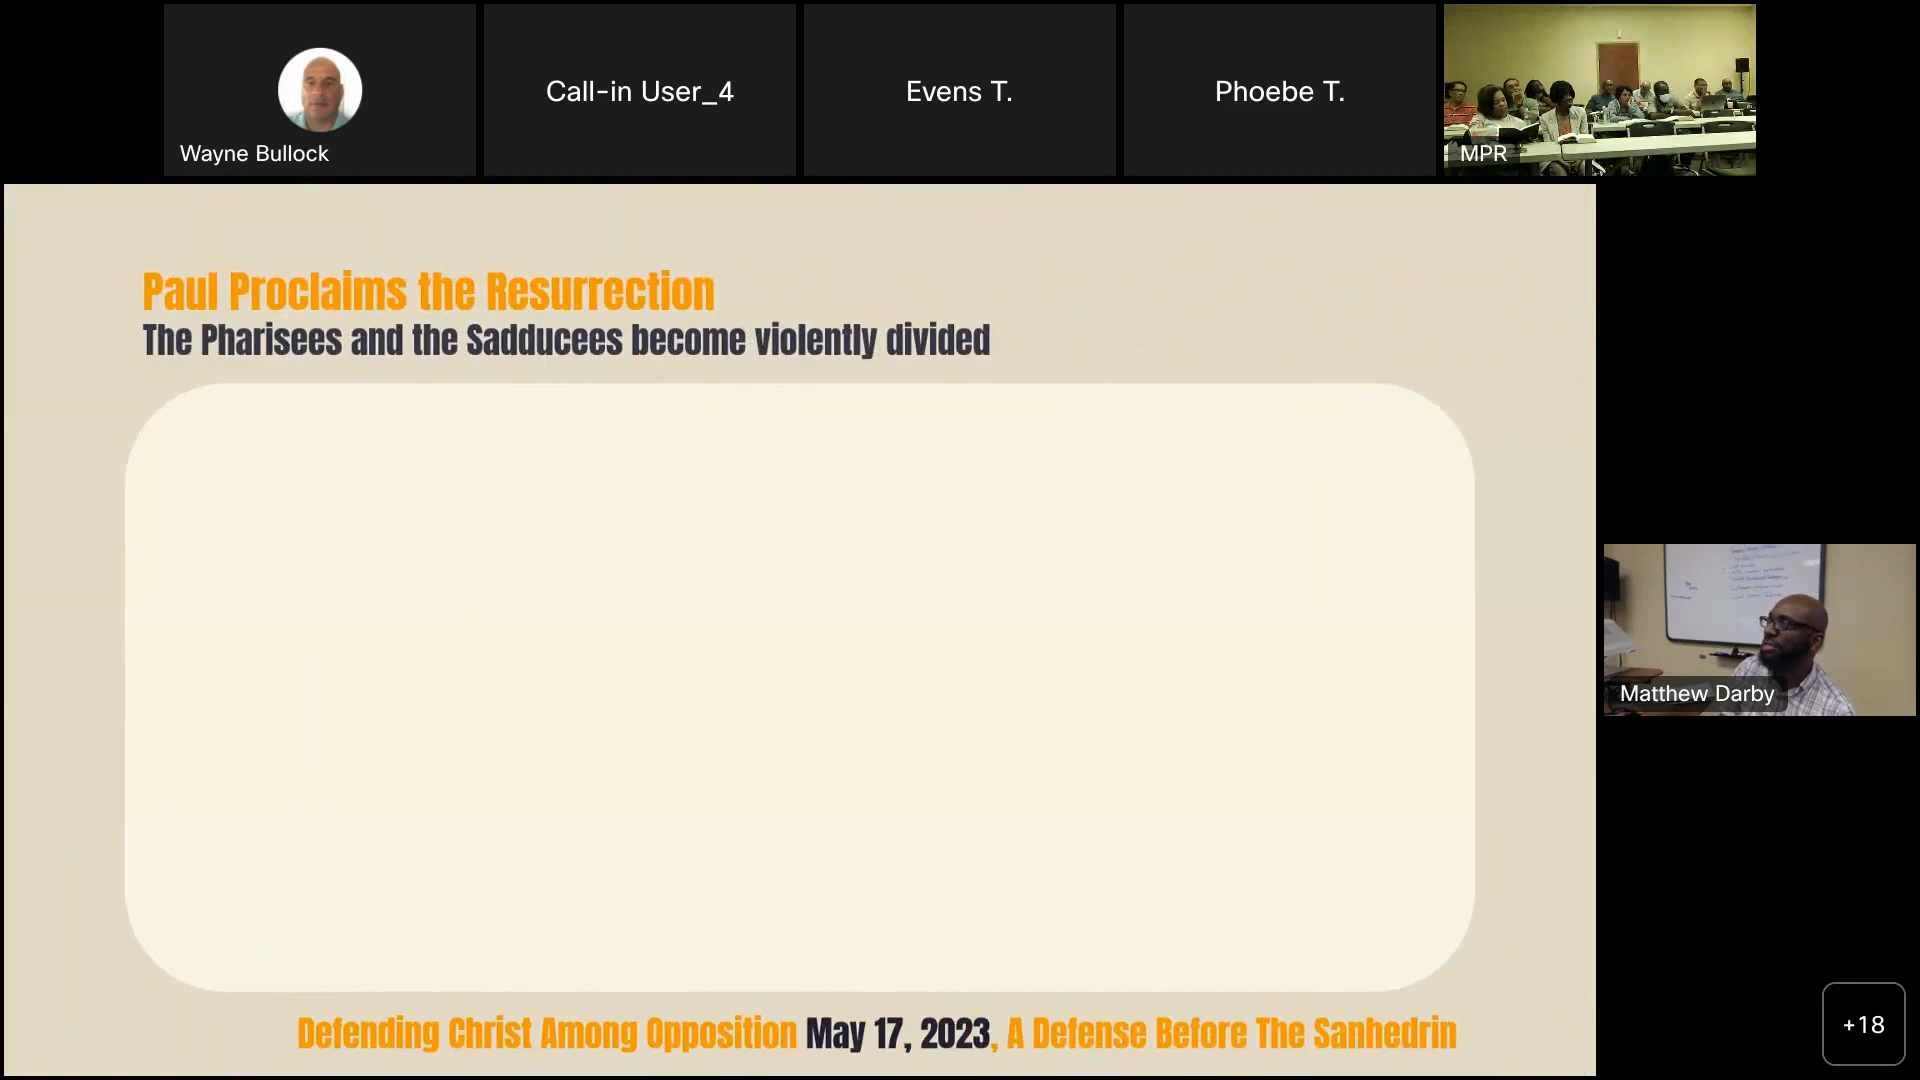 Wayne Bullock
Call-in User_4
Evens T.
Phoebe T.
MPR
Paul Proclaims the Resurrection
The Pharisees and the Sadducees become violently divided
Matthew Darby
Defending Christ Among Opposition May 17, 2023, A Defense Before The Sanhedrin
+18